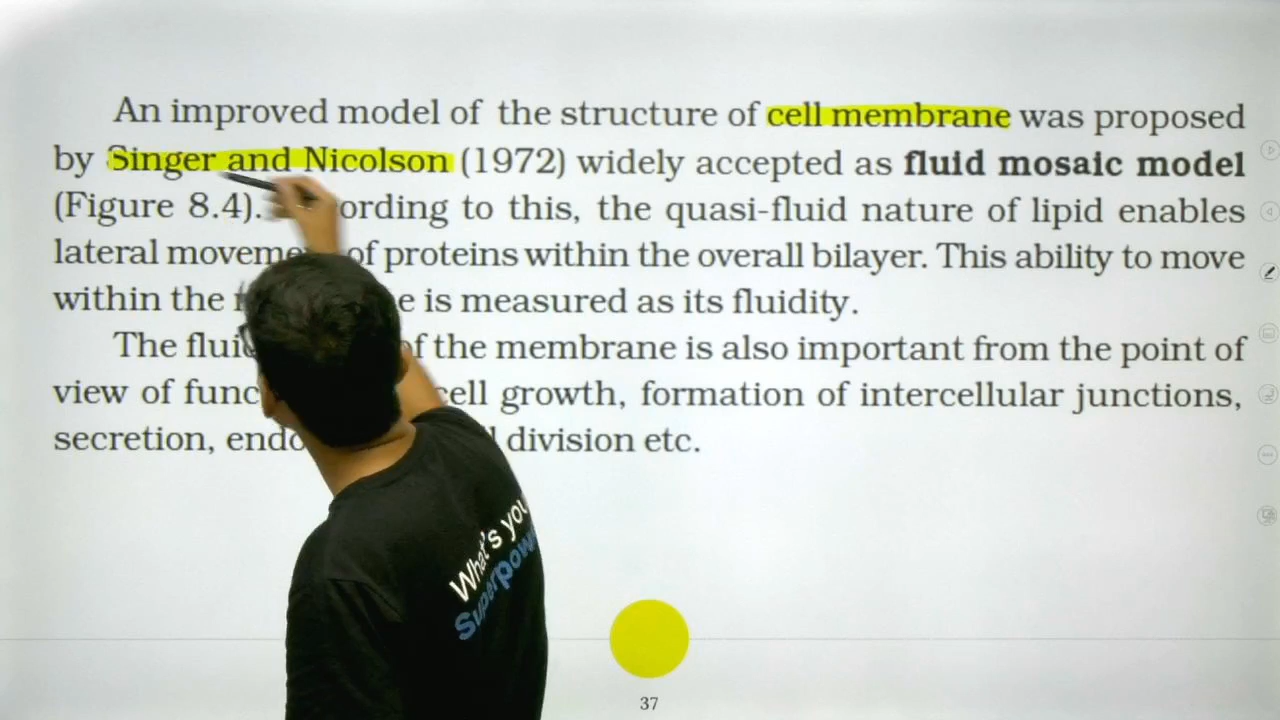 An improved model of the structure of cell membrane was proposed
by Singer and Nicolson (1972) widely accepted as fluid mosaic model
(Figure 8.4). ording to this, the quasi-fluid nature of lipid enables
lateral moveme of proteins within the overall bilayer. This ability to move
within the e is measured as its fluidity.
The flui of the membrane is also important from the point of
view of func cell growth, formation of intercellular junctions,
secretion, endo division etc.
What's you
Superpow
37